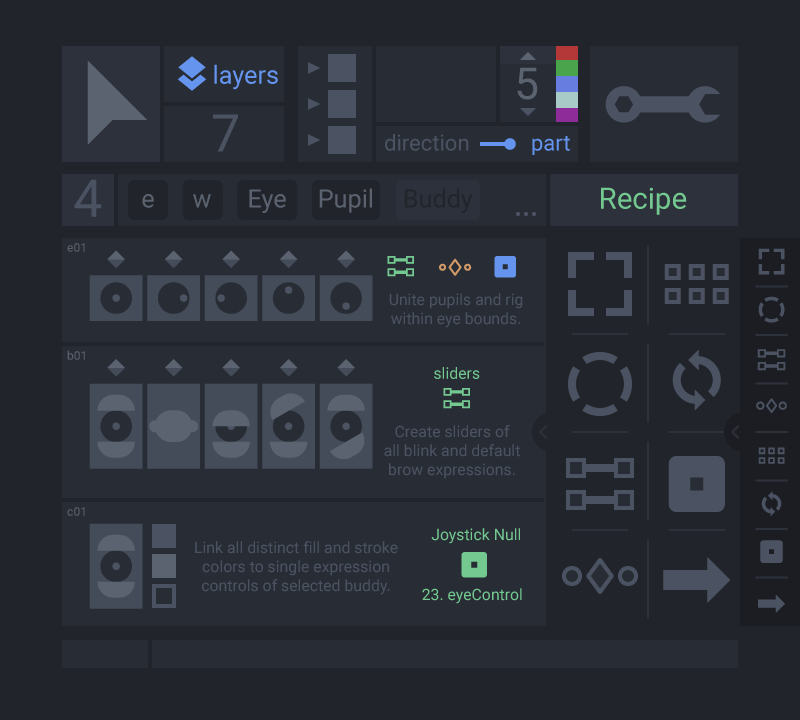 layers
7
5
direction part
4 e w Eye Pupil Buddy ...
Recipe
e01
Unite pupils and rig
within eye bounds.
b01
sliders
Create sliders of
all blink and default
brow expressions.
c01
Link all distinct fill and stroke
colors to single expression
controls of selected buddy.
Joystick Null
23. eyeControl